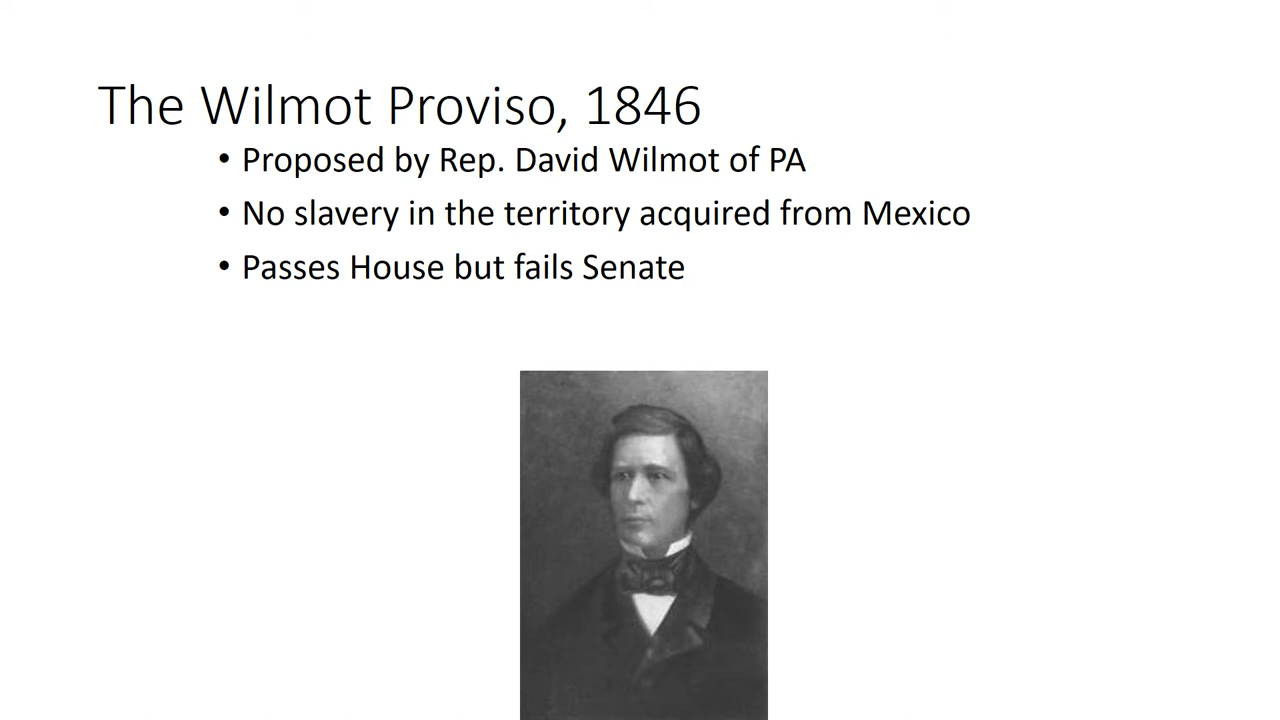 The Wilmot Proviso, 1846
• Proposed by Rep. David Wilmot of PA
• No slavery in the territory acquired from Mexico
• Passes House but fails Senate